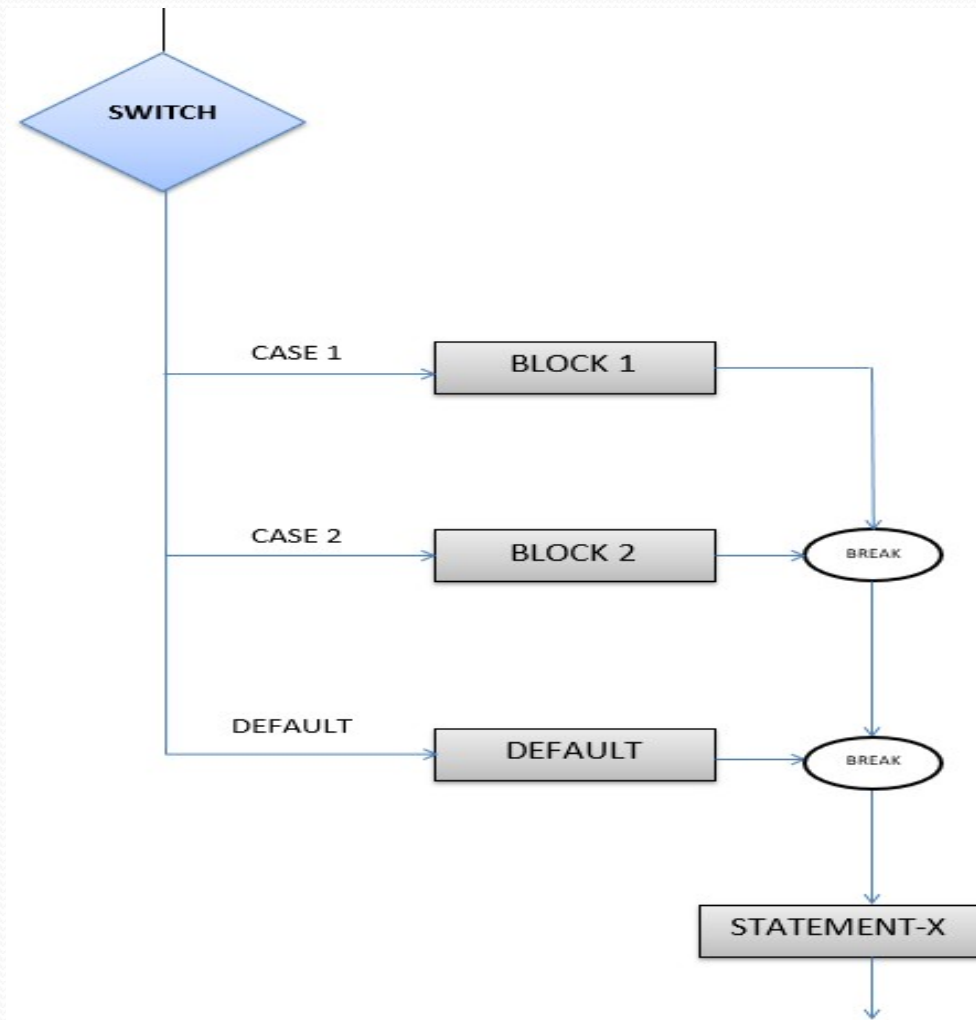 SWITCH
CASE 1
BLOCK 1
CASE 2
BLOCK 2
BREAK
DEFAULT
DEFAULT
BREAK
STATEMENT-X